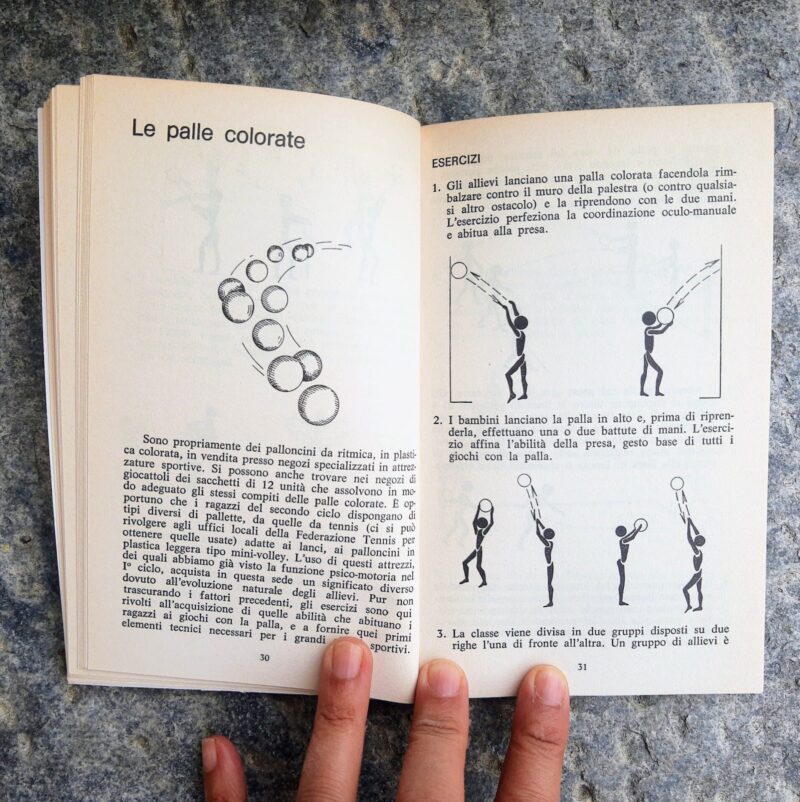 Le palle colorate
Sono propriamente dei palloncini da ritmica, in plasti-
ca colorata, in vendita presso negozi specializzati in attrez-
zature sportive. Si possono anche trovare nei negozi di
giocattoli dei sacchetti di 12 unità che assolvono in mo-
do adeguato gli stessi compiti delle palle colorate. È op-
portuno che i ragazzi del secondo ciclo dispongano di
tipi diversi di pallette, da quelle da tennis (ci si può
rivolgere agli uffici locali della Federazione Tennis per
ottenere quelle usate) adatte ai lanci, ai palloncini in
plastica leggera tipo mini-volley. L'uso di questi attrezzi,
dei quali abbiamo già visto la funzione psico-motoria nel
I° ciclo, acquista in questa sede un significato diverso
dovuto all'evoluzione naturale degli allievi. Pur non
trascurando i fattori precedenti, gli esercizi sono qui
rivolti all'acquisizione di quelle abilità che abituano i
ragazzi ai giochi con la palla, e a fornire quei primi
elementi tecnici necessari per i grandi sportivi.
30
ESERCIZI
1. Gli allievi lanciano una palla colorata facendola rim-
balzare contro il muro della palestra (o contro qualsia-
si altro ostacolo) e la riprendono con le due mani.
L'esercizio perfeziona la coordinazione oculo-manuale
e abitua alla presa.
2. I bambini lanciano la palla in alto e, prima di ripren-
derla, effettuano una o due battute di mani. L'eserci-
zio affina l'abilità della presa, gesto base di tutti i
giochi con la palla.
3. La classe viene divisa in due gruppi disposti su due
righe l'una di fronte all'altra. Un gruppo di allievi è
31